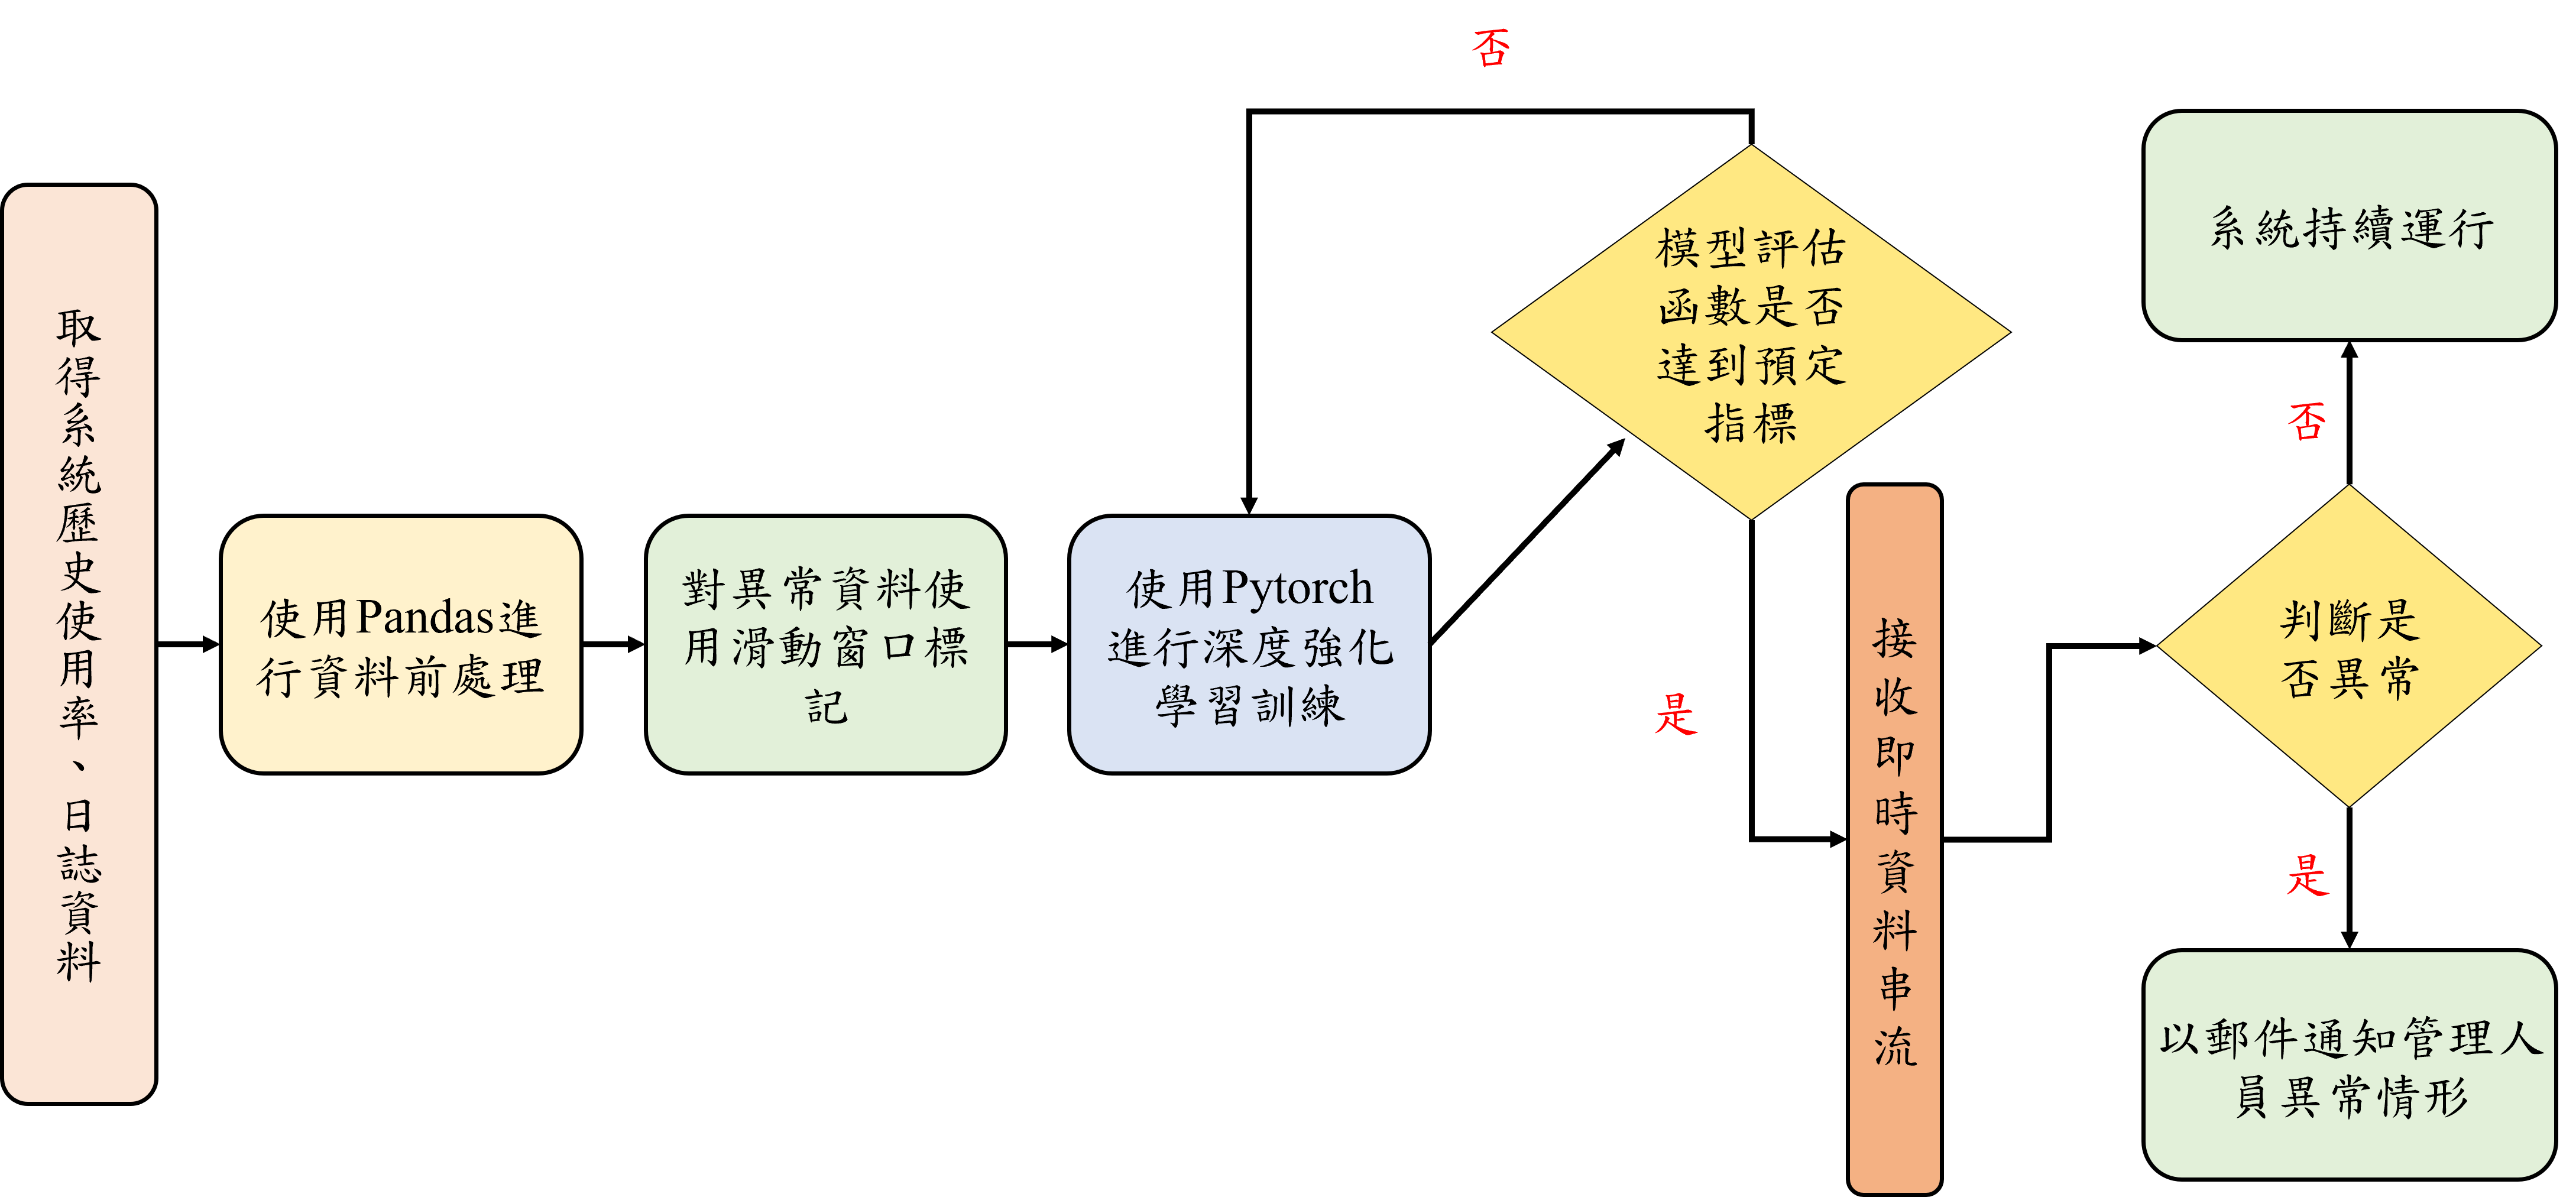 取得系統歷史使用率、日誌資料
使用Pandas進
行資料前處理
對異常資料使
用滑動窗口標
記
使用Pytorch
進行深度強化
學習訓練
否
模型評估
函數是否
達到預定
指標
是
接收即時資料串流
判斷是
否異常
否
系統持續運行
是
以郵件通知管理人
員異常情形